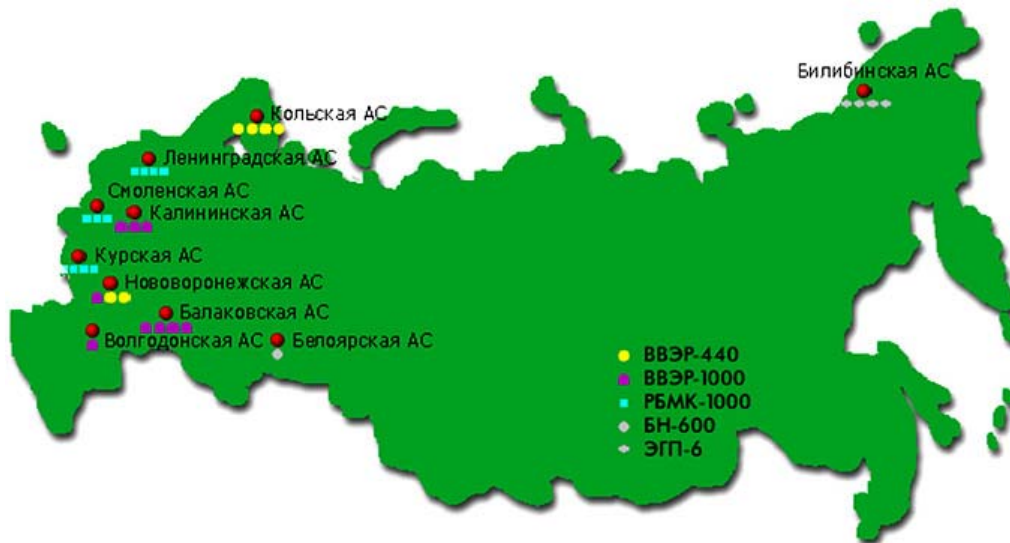 Билибинская АС
Кольская АС
Ленинградская АС
Смоленская АС
Калининская АС
Курская АС
Нововоронежская АС
Балаковская АС
Волгодонская АС
Белоярская АС
ВВЭР-440
ВВЭР-1000
РБМК-1000
БН-600
ЭГП-6